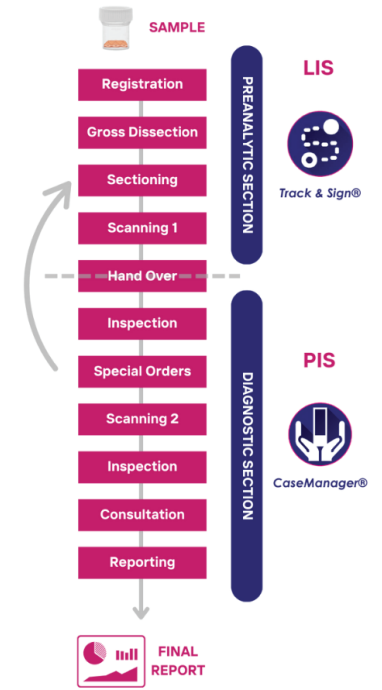 SAMPLE
Registration
Gross Dissection
Sectioning
Scanning 1
Hand Over
Inspection
Special Orders
Scanning 2
Inspection
Consultation
Reporting
FINAL
REPORT
PREANALYTIC SECTION
DIAGNOSTIC SECTION
LIS
Track & Sign®
PIS
CaseManager®